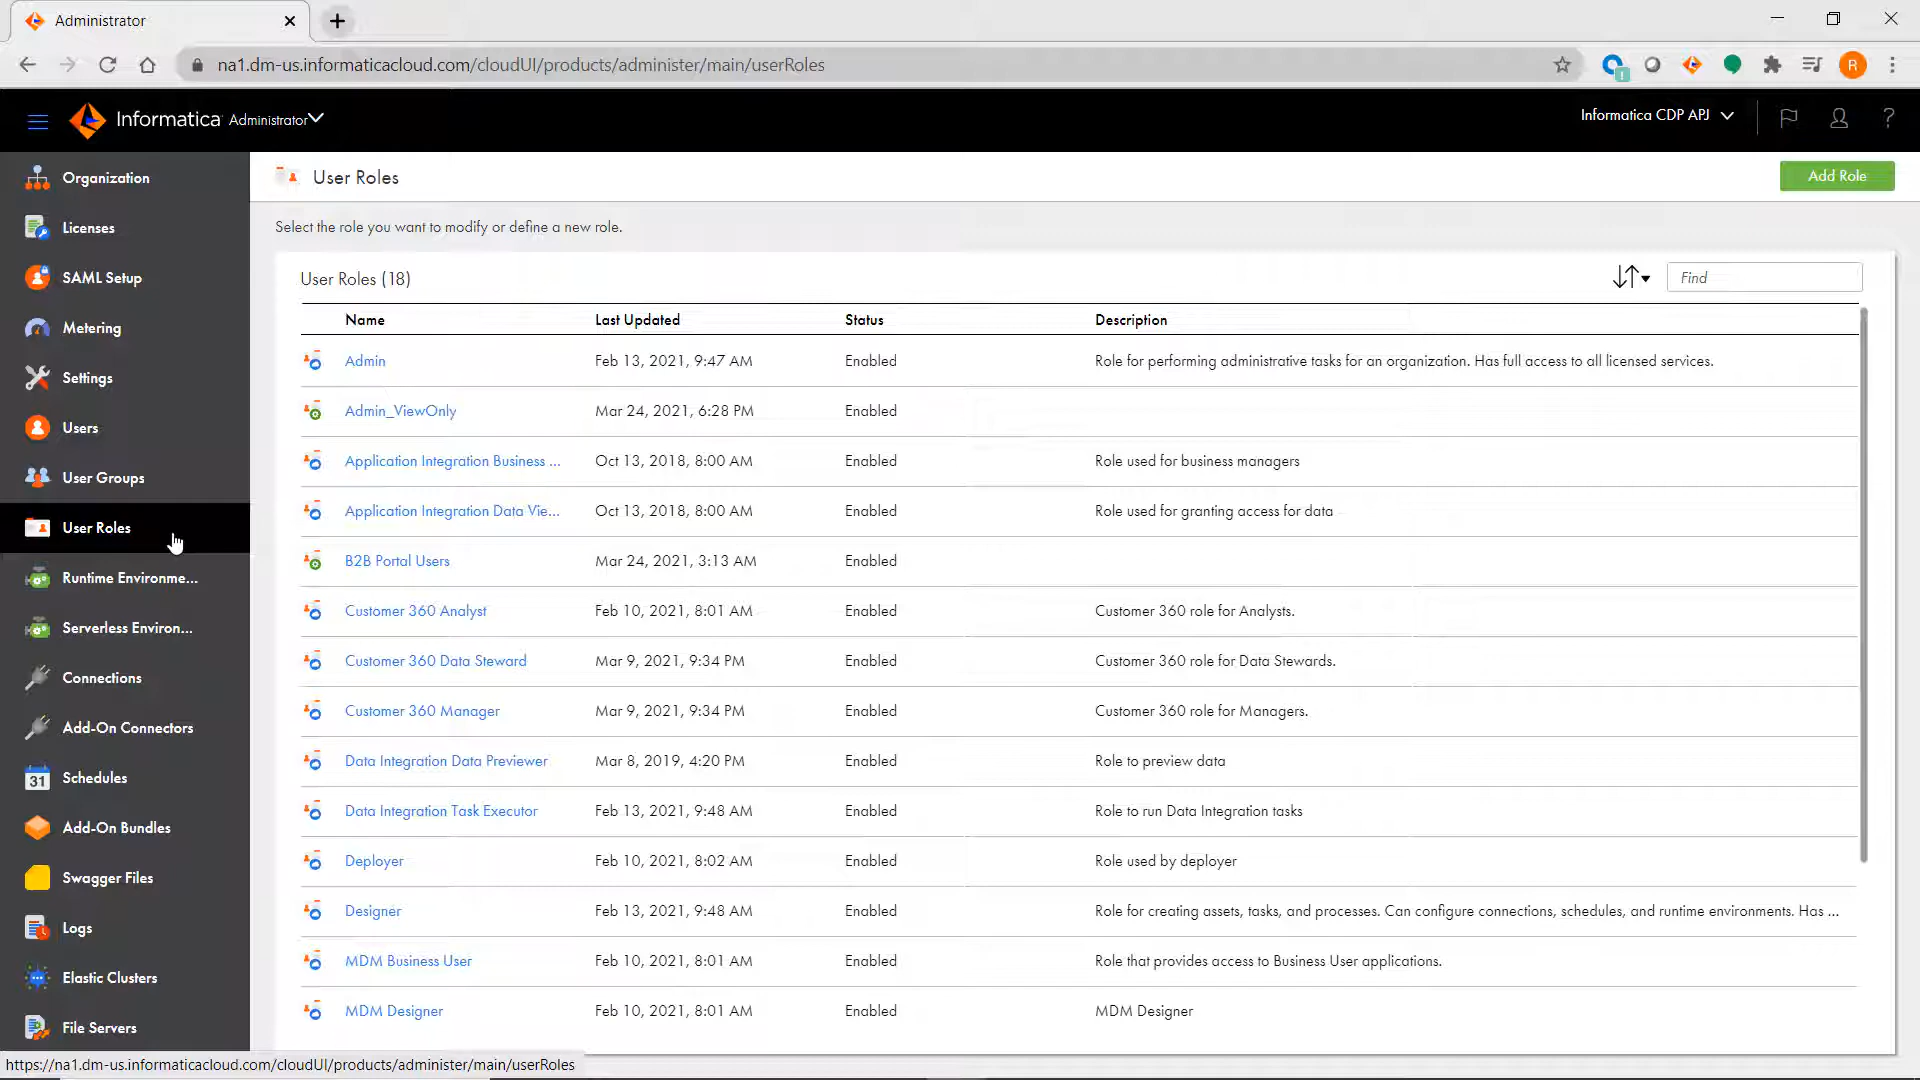 Administrator
na1.dm-us.informaticacloud.com/cloudUI/products/administer/main/userRoles
R
Informatica Administrator
Informatica CDP APJ
?
Organization
Licenses
SAML Setup
Metering
Settings
Users
User Groups
User Roles
Runtime Environme...
Serverless Environ...
Connections
Add-On Connectors
31 Schedules
Add-On Bundles
Swagger Files
Logs
Elastic Clusters
File Servers
User Roles
Add Role
Select the role you want to modify or define a new role.
User Roles (18)
Find
Name Last Updated Status Description
Admin Feb 13, 2021, 9:47 AM Enabled Role for performing administrative tasks for an organization. Has full access to all licensed services.
Admin_ViewOnly Mar 24, 2021, 6:28 PM Enabled
Application Integration Business ... Oct 13, 2018, 8:00 AM Enabled Role used for business managers
Application Integration Data Vie... Oct 13, 2018, 8:00 AM Enabled Role used for granting access for data
B2B Portal Users Mar 24, 2021, 3:13 AM Enabled
Customer 360 Analyst Feb 10, 2021, 8:01 AM Enabled Customer 360 role for Analysts.
Customer 360 Data Steward Mar 9, 2021, 9:34 PM Enabled Customer 360 role for Data Stewards.
Customer 360 Manager Mar 9, 2021, 9:34 PM Enabled Customer 360 role for Managers.
Data Integration Data Previewer Mar 8, 2019, 4:20 PM Enabled Role to preview data
Data Integration Task Executor Feb 13, 2021, 9:48 AM Enabled Role to run Data Integration tasks
Deployer Feb 10, 2021, 8:02 AM Enabled Role used by deployer
Designer Feb 13, 2021, 9:48 AM Enabled Role for creating assets, tasks, and processes. Can configure connections, schedules, and runtime environments. Has ...
MDM Business User Feb 10, 2021, 8:01 AM Enabled Role that provides access to Business User applications.
MDM Designer Feb 10, 2021, 8:01 AM Enabled MDM Designer
https://na1.dm-us.informaticacloud.com/cloudUI/products/administer/main/userRoles